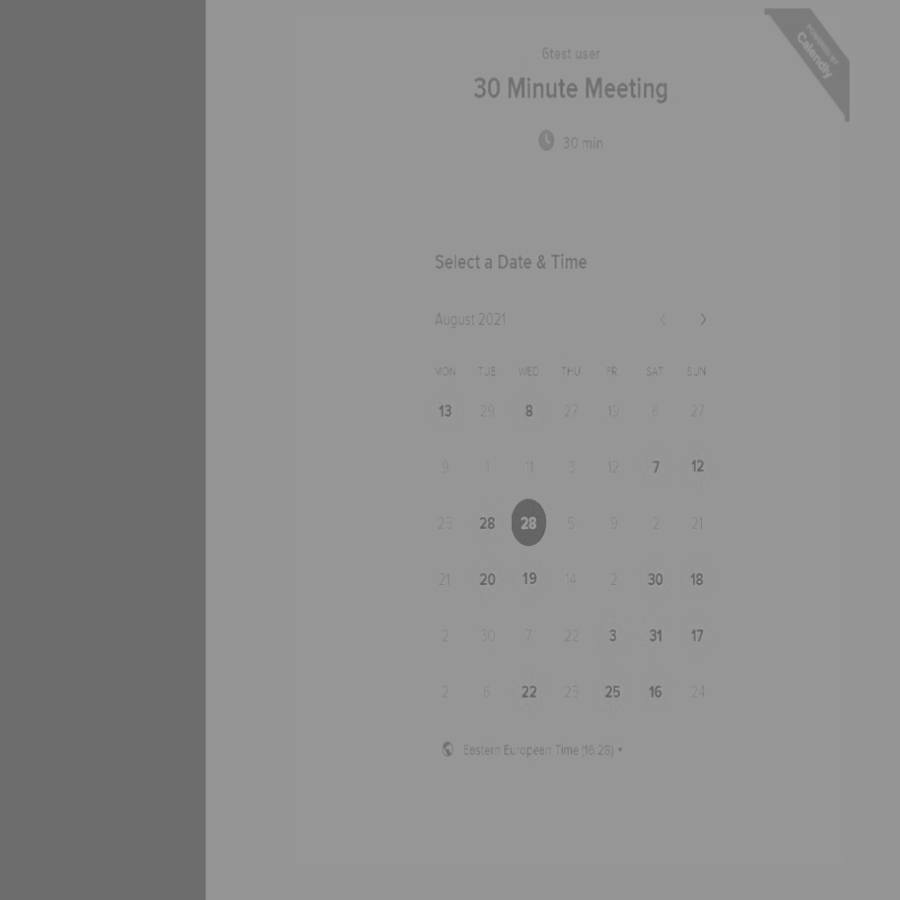 POWERED BY
Calendly
6test user
30 Minute Meeting
30 min
Select a Date & Time
August 2021
MON TUE WED THU FRI SAT SUN
13 29 8 27 6 27
9 1 11 3 12 7 12
28 28 5 9 2 21
21 20 19 14 2 30 18
2 30 7 22 3 31 17
2 6 22 25 16 24
Eastern European Time (16:28)